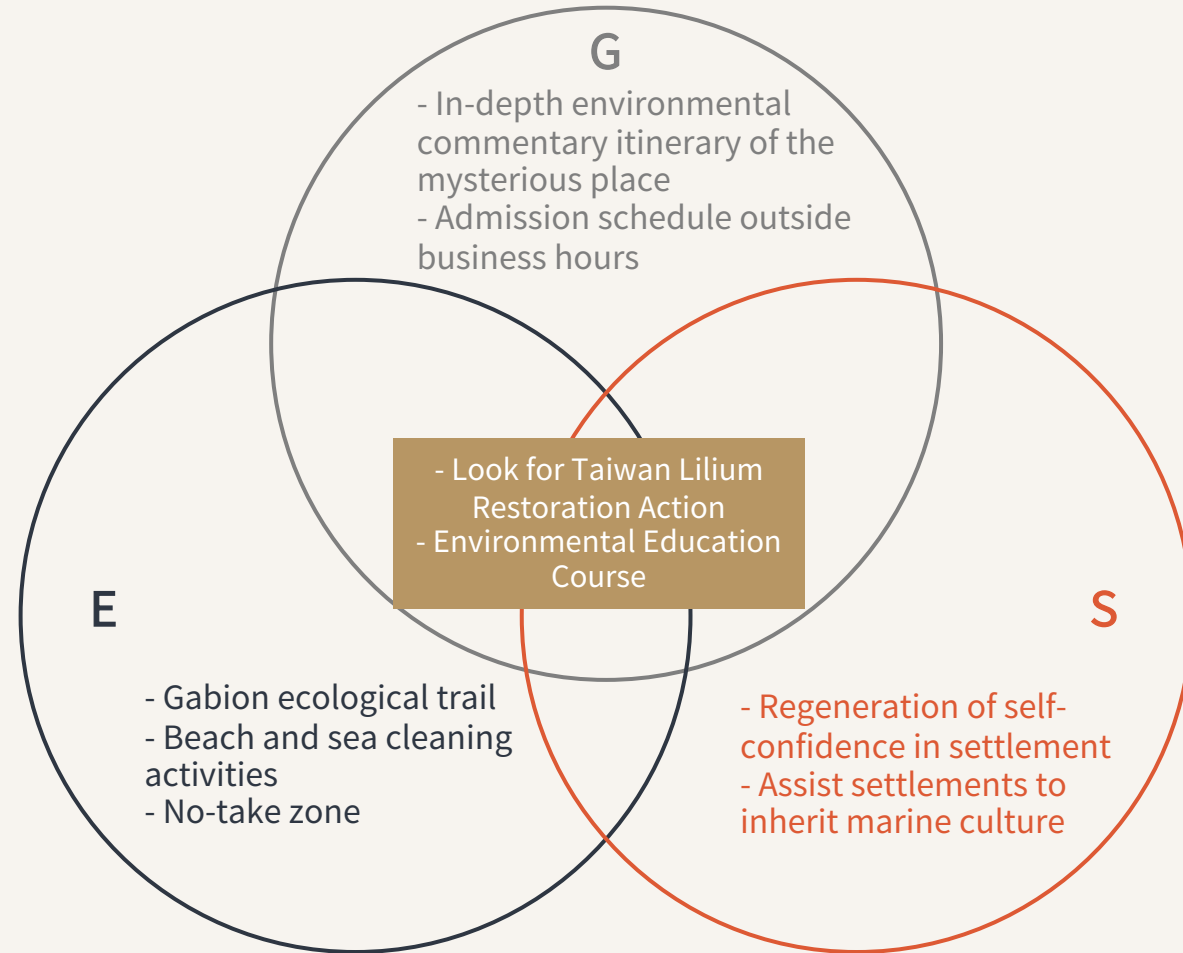 G
- In-depth environmental
commentary itinerary of the
mysterious place
- Admission schedule outside
business hours
- Look for Taiwan Lilium
Restoration Action
- Environmental Education
Course
E
- Gabion ecological trail
- Beach and sea cleaning
activities
- No-take zone
S
- Regeneration of self-
confidence in settlement
- Assist settlements to
inherit marine culture